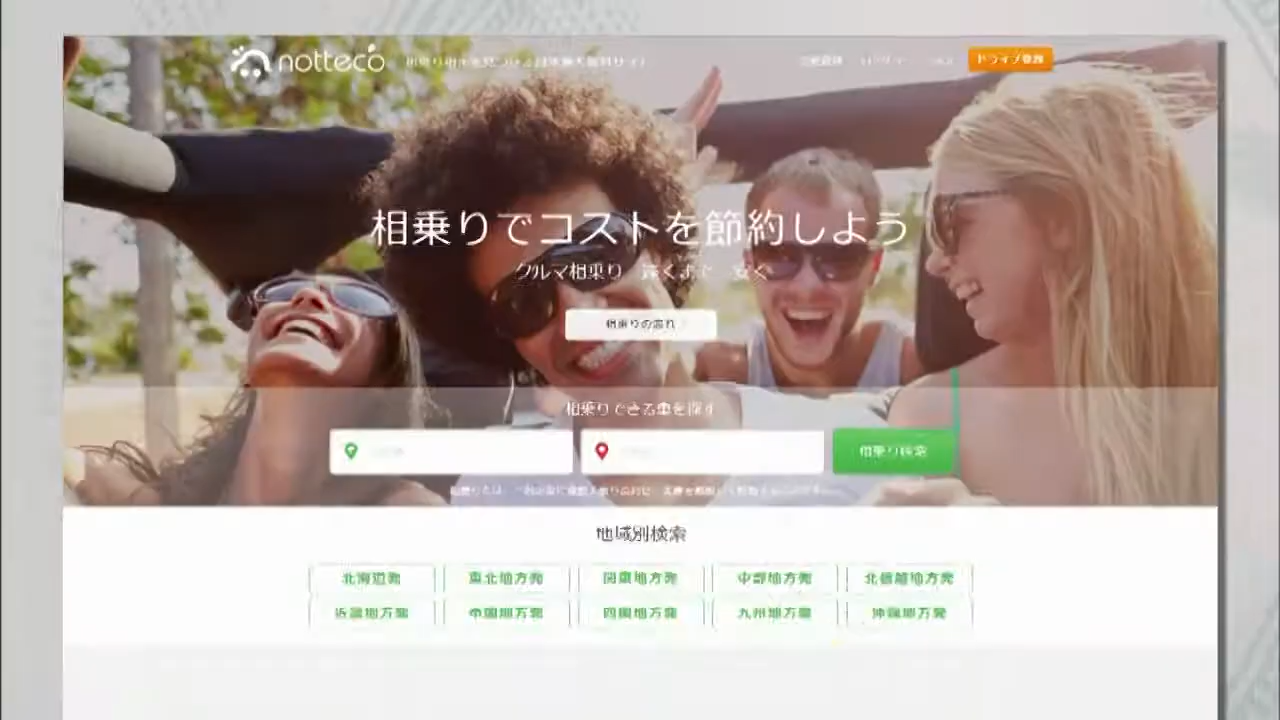 notteco
ドライブ登録
相乗りでコストを節約しよう
クルマ相乗り 遠くまで 安く
相乗りの流れ
相乗りできる車を探す
相乗り検索
地域別検索
北海道発 東北地方発 関東地方発 中部地方発 北信越地方発
近畿地方発 中国地方発 四国地方発 九州地方発 沖縄地方発